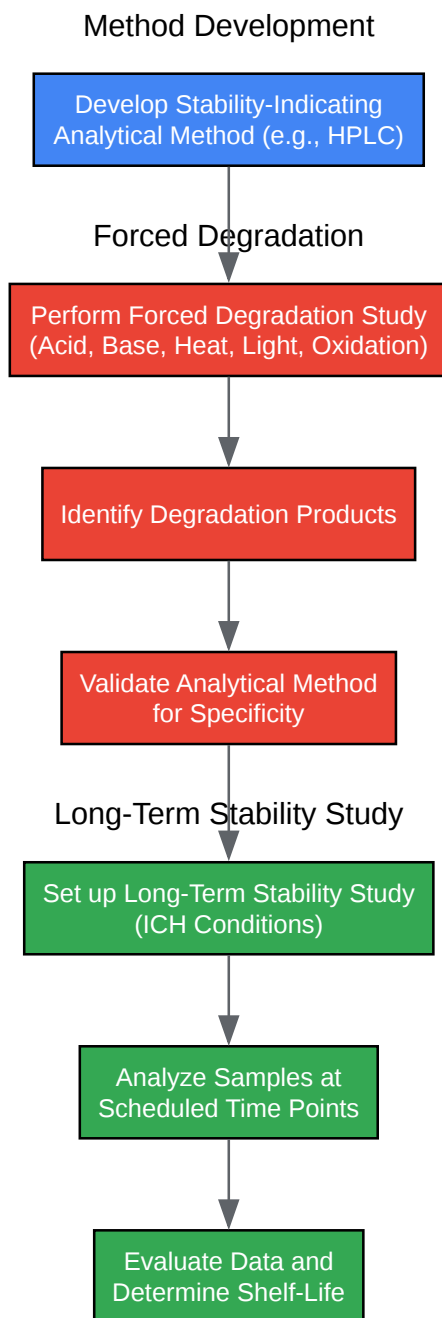 Method Development
Develop Stability-Indicating
Analytical Method (e.g., HPLC)
Forced Degradation
Perform Forced Degradation Study
(Acid, Base, Heat, Light, Oxidation)
Identify Degradation Products
Validate Analytical Method
for Specificity
Long-Term Stability Study
Set up Long-Term Stability Study
(ICH Conditions)
Analyze Samples at
Scheduled Time Points
Evaluate Data and
Determine Shelf-Life